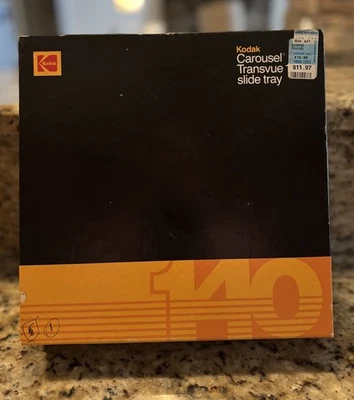 Kodak
Kodak
Carousel®
Transvue
slide tray
$11.07
140